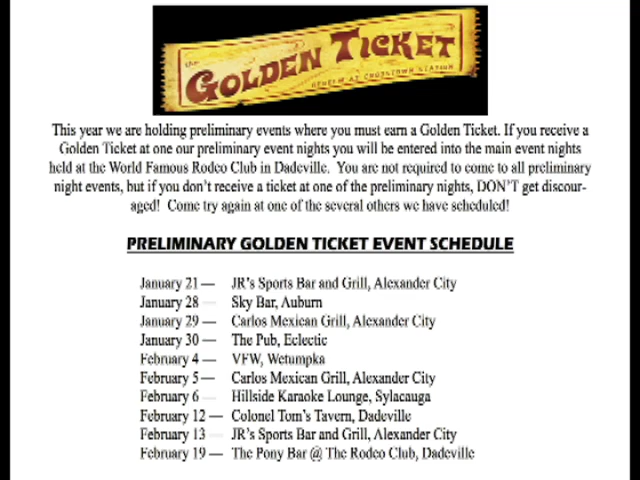 the
GOLDEN TICKET
This year we are holding preliminary events where you must earn a Golden Ticket. If you receive a
Golden Ticket at one our preliminary event nights you will be entered into the main event nights
held at the World Famous Rodeo Club in Dadeville.  You are not required to come to all preliminary
night events, but if you don't receive a ticket at one of the preliminary nights, DON'T get discour-
aged!  Come try again at one of the several others we have scheduled!
PRELIMINARY GOLDEN TICKET EVENT SCHEDULE
January 21 — JR's Sports Bar and Grill, Alexander City
January 28 — Sky Bar, Auburn
January 29 — Carlos Mexican Grill, Alexander City
January 30 — The Pub, Eclectic
February 4 — VFW, Wetumpka
February 5 — Carlos Mexican Grill, Alexander City
February 6 — Hillside Karaoke Lounge, Sylacauga
February 12 — Colonel Tom's Tavern, Dadeville
February 13 — JR's Sports Bar and Grill, Alexander City
February 19 — The Pony Bar @ The Rodeo Club, Dadeville